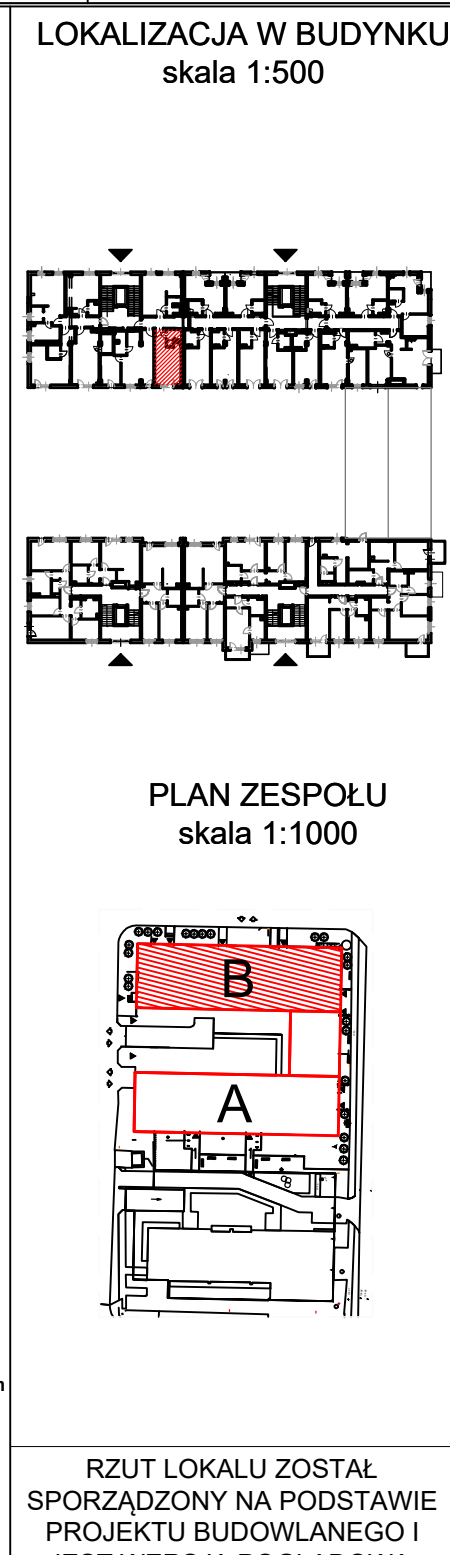 LOKALIZACJA W BUDYNKU
skala 1:500
PLAN ZESPOŁU
skala 1:1000
B
A
RZUT LOKALU ZOSTAŁ
SPORZĄDZONY NA PODSTAWIE
PROJEKTU BUDOWLANEGO I